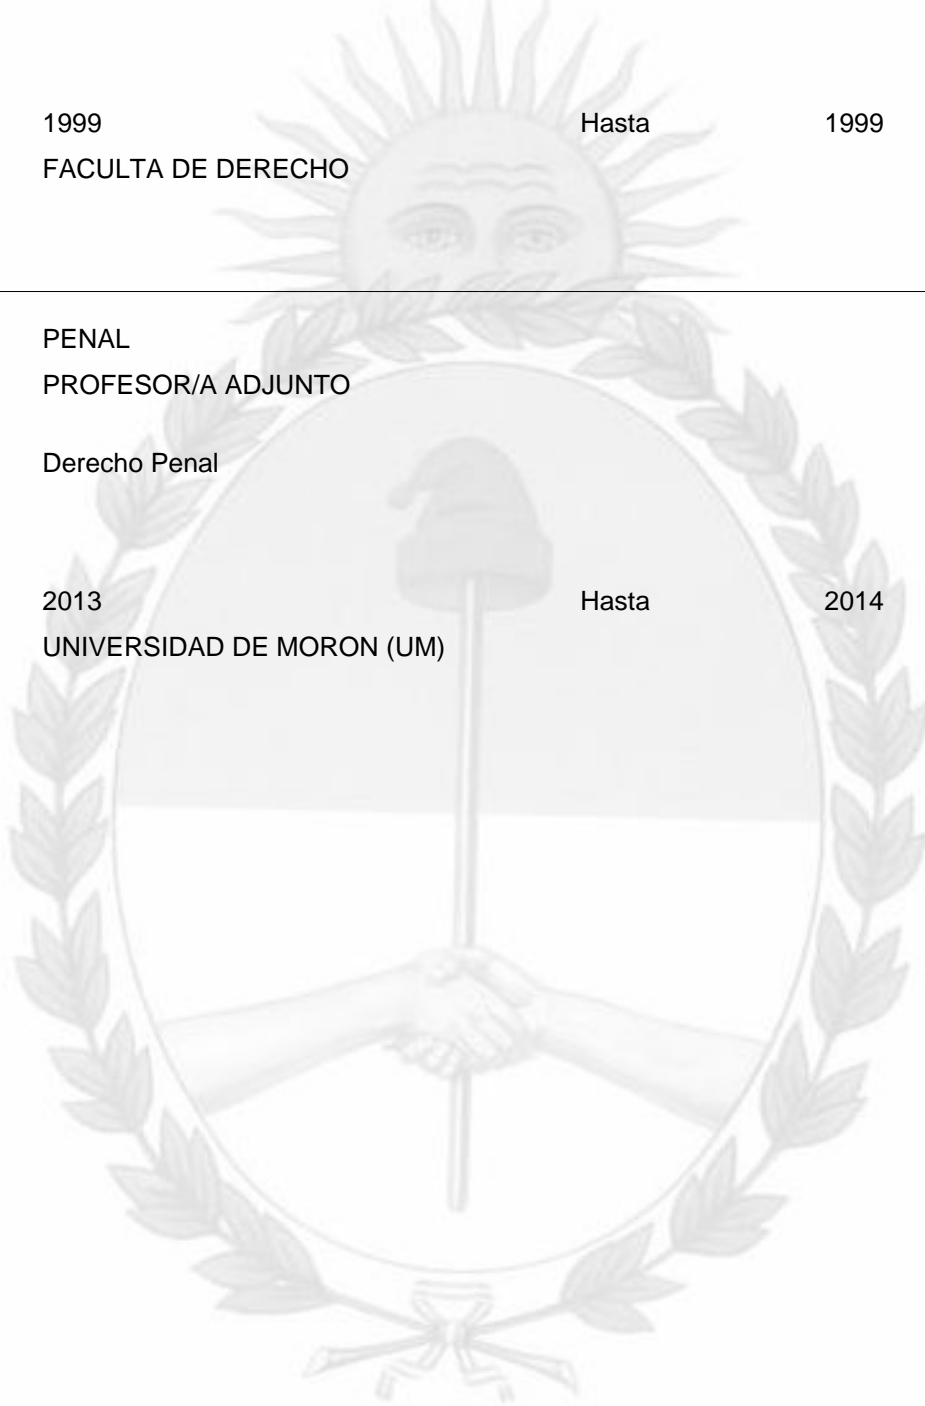 1999 Hasta 1999
FACULTA DE DERECHO
PENAL
PROFESOR/A ADJUNTO
Derecho Penal
2013 Hasta 2014
UNIVERSIDAD DE MORON (UM)